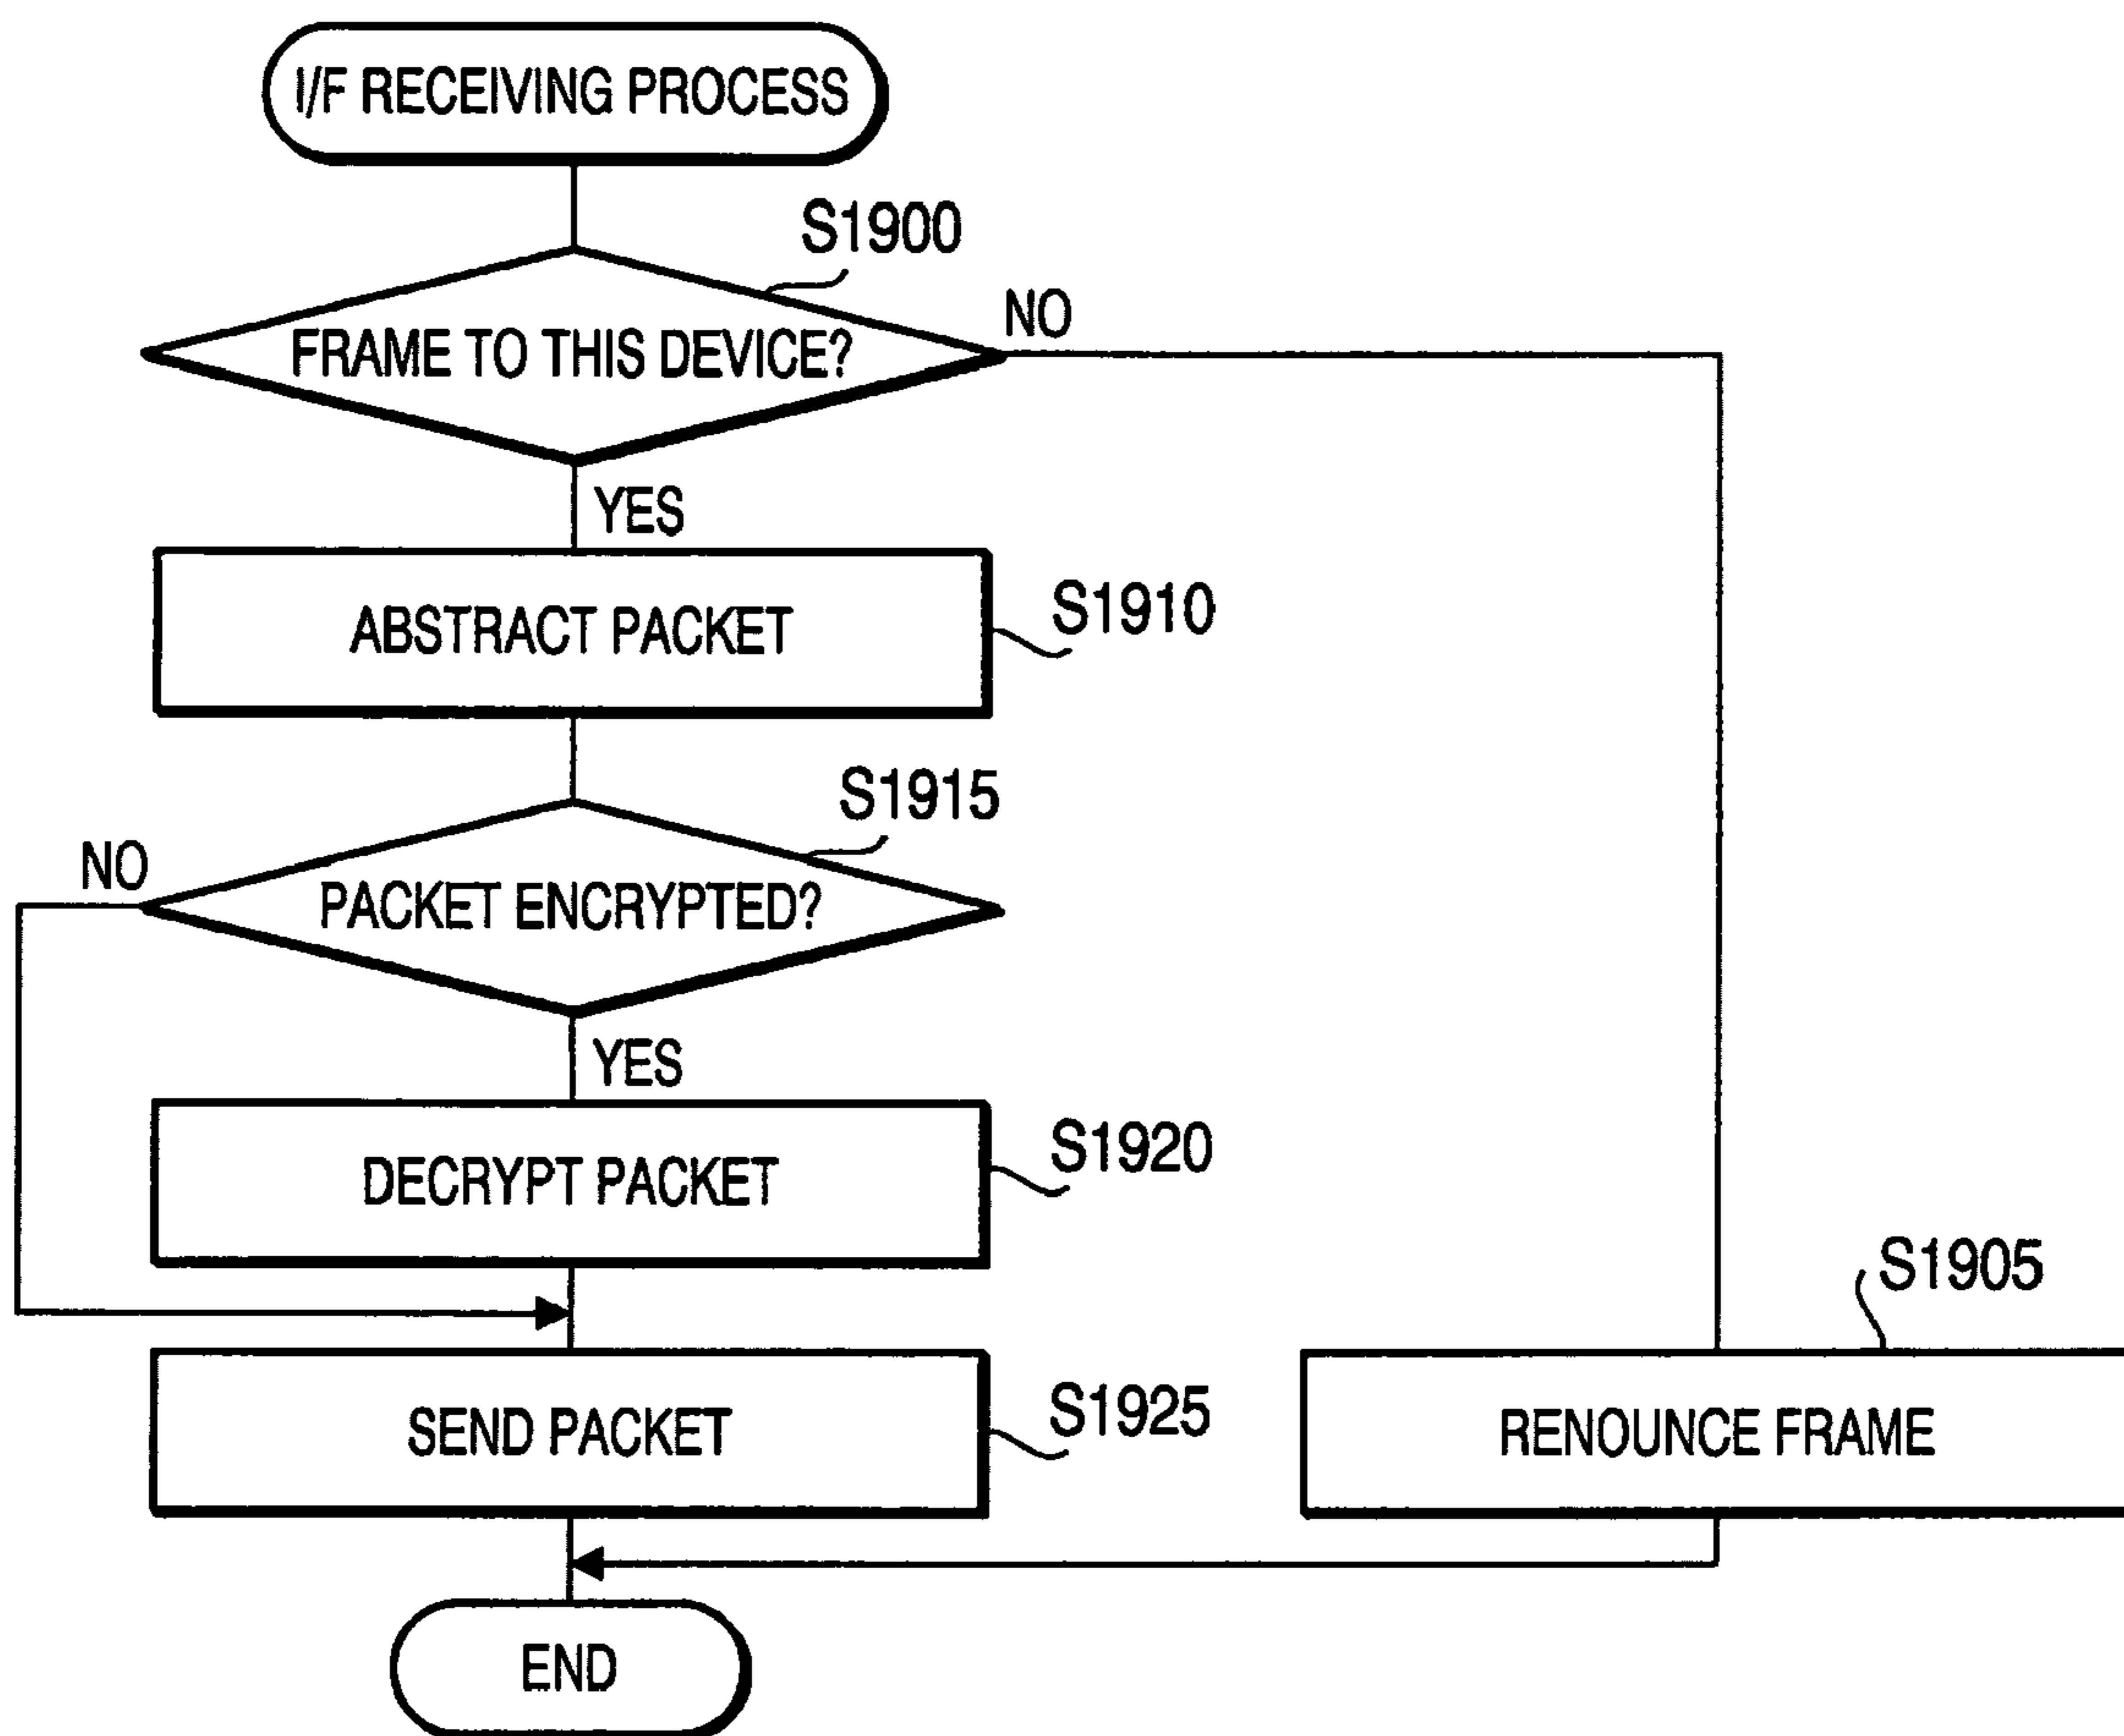 I/F RECEIVING PROCESS
S1900
FRAME TO THIS DEVICE?
NO
YES
ABSTRACT PACKET
S1910
S1915
NO
PACKET ENCRYPTED?
YES
DECRYPT PACKET
S1920
S1905
SEND PACKET
S1925
RENOUNCE FRAME
END